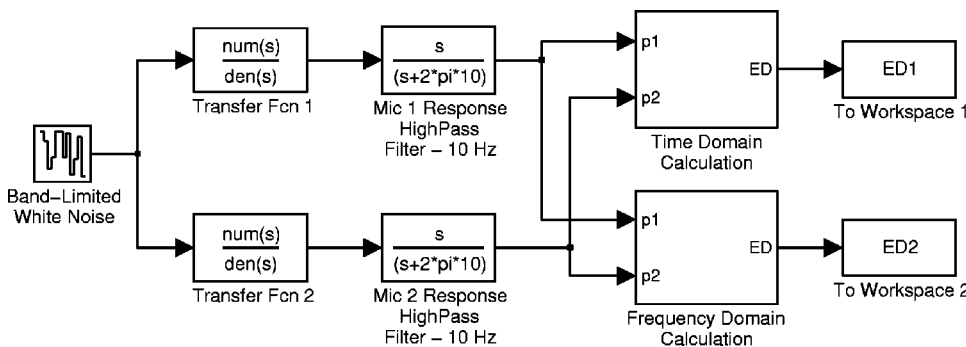 num(s)
den(s)
Transfer Fcn 1
s
(s+2*pi*10)
Mic 1 Response
HighPass
Filter − 10 Hz
p1
p2
ED
Time Domain
Calculation
ED1
To Workspace 1
Band−Limited
White Noise
num(s)
den(s)
Transfer Fcn 2
s
(s+2*pi*10)
Mic 2 Response
HighPass
Filter − 10 Hz
p1
p2
ED
Frequency Domain
Calculation
ED2
To Workspace 2